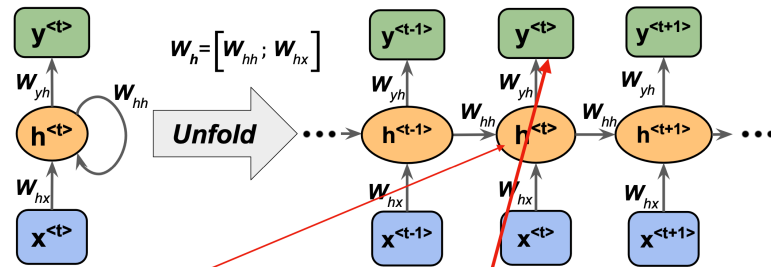 y<t>
W_yh
W_hh
h<t>
W_hx
x<t>
W_h = [W_hh ; W_hx]
Unfold
...
y<t-1>
y<t>
y<t+1>
W_yh
W_yh
W_yh
h<t-1>
W_hh
h<t>
W_hh
h<t+1>
...
W_hx
W_hx
W_hx
x<t-1>
x<t>
x<t+1>